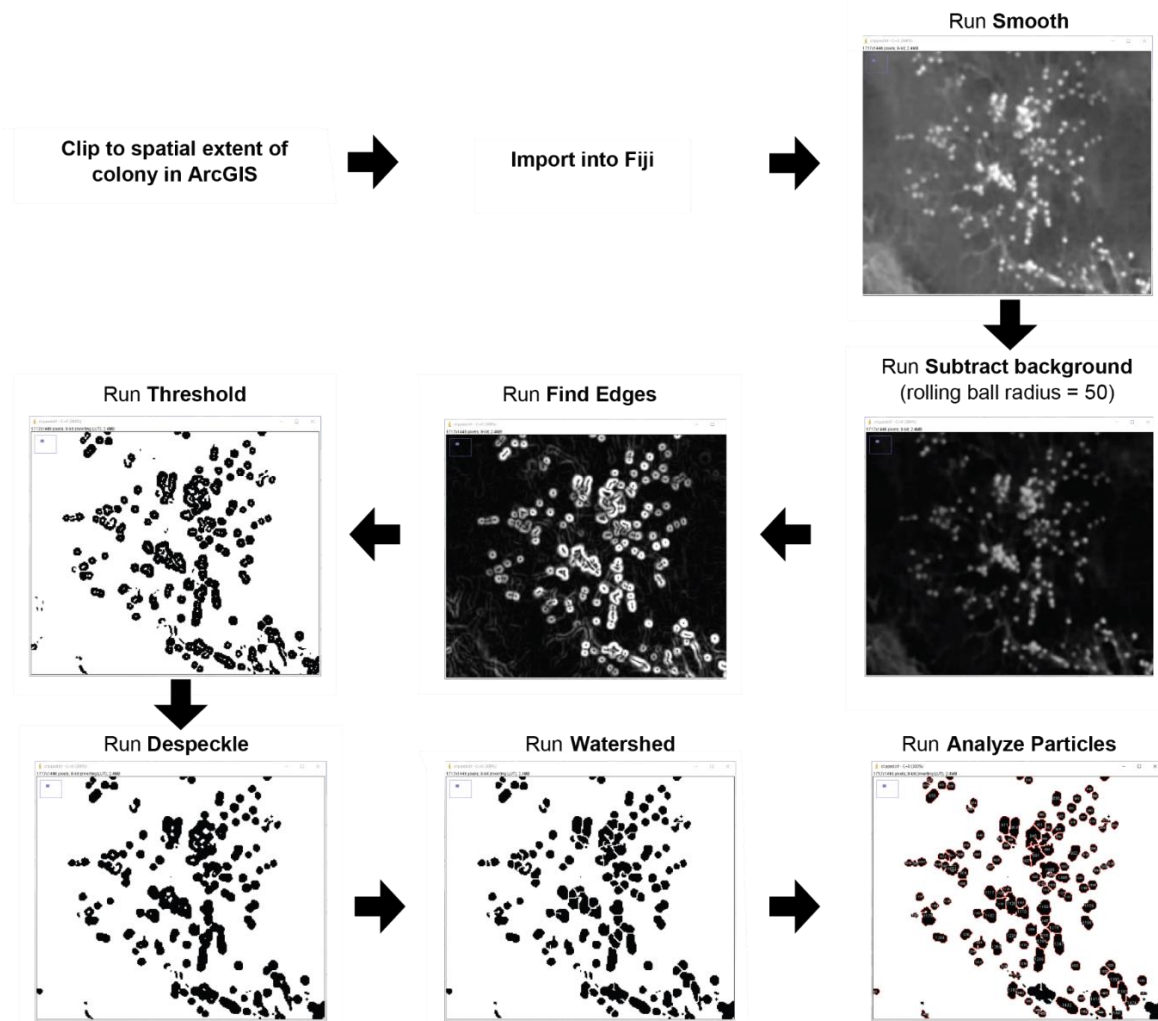 Run Smooth
Clip to spatial extent of
colony in ArcGIS
Import into Fiji
Run Subtract background
(rolling ball radius = 50)
Run Find Edges
Run Threshold
Run Despeckle
Run Watershed
Run Analyze Particles